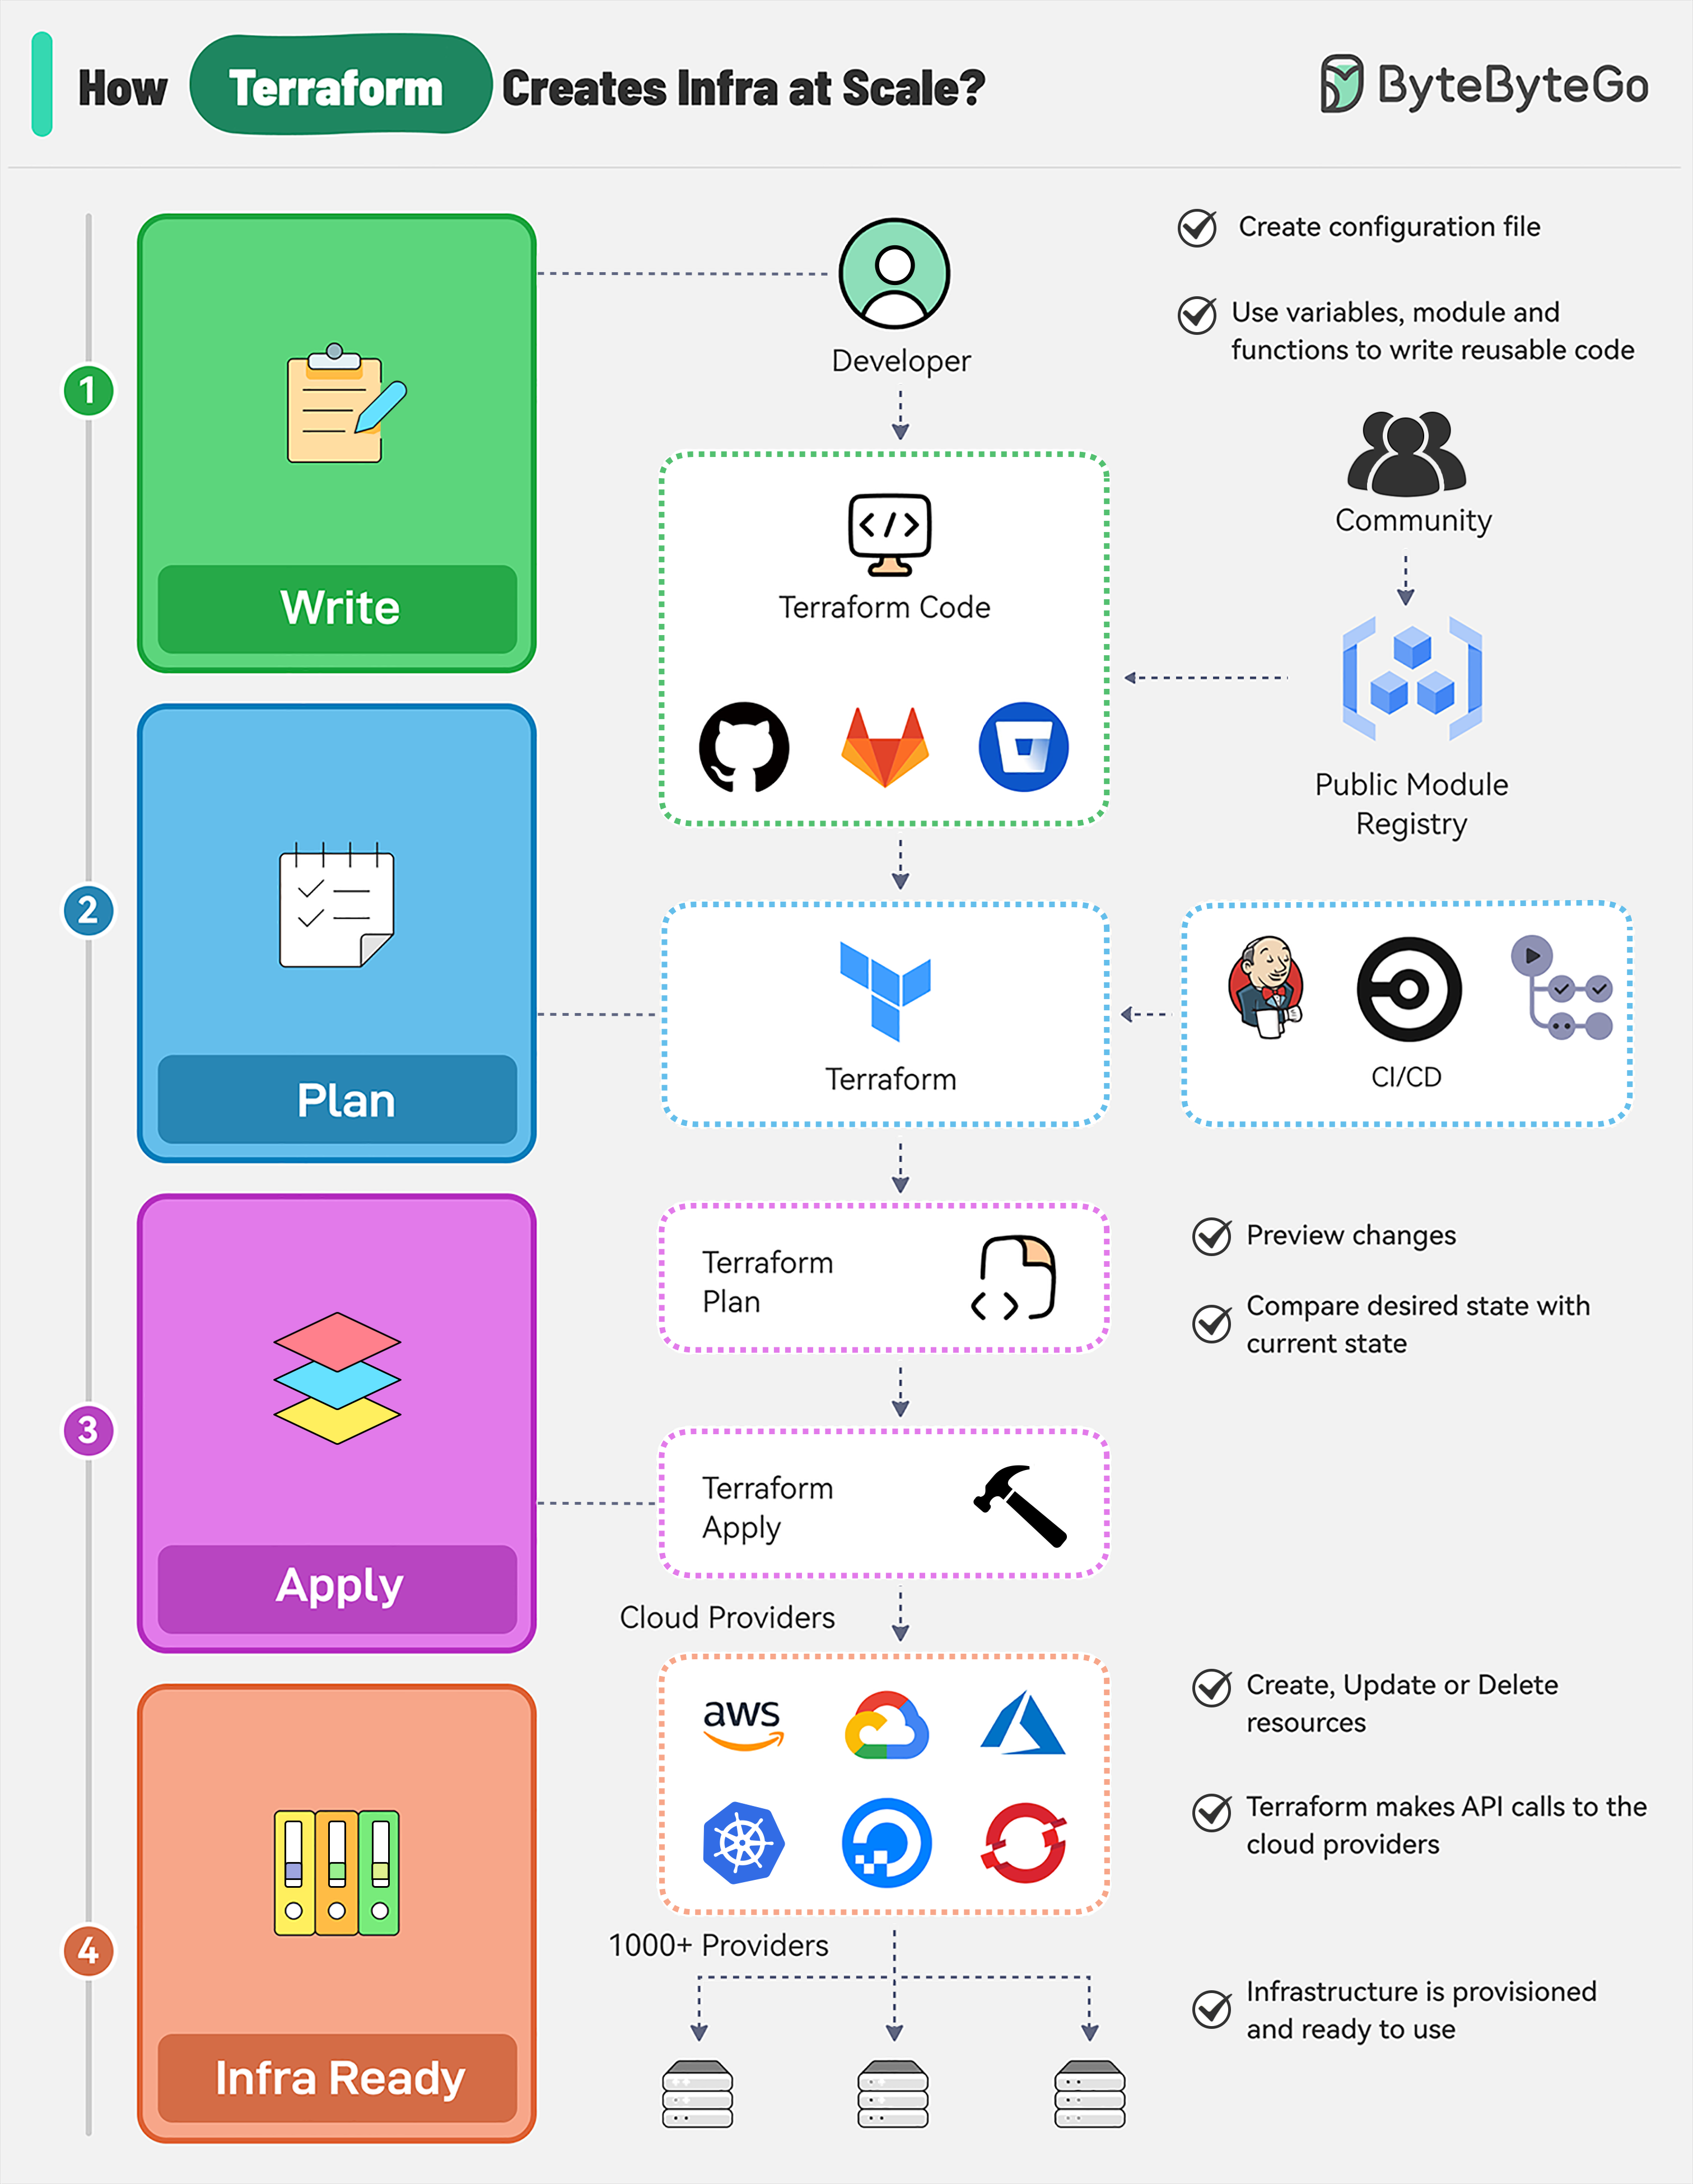 How Terraform Creates Infra at Scale?
ByteByteGo
1
Write
Developer
Create configuration file
Use variables, module and
functions to write reusable code
Terraform Code
Community
Public Module
Registry
2
Plan
Terraform
CI/CD
Terraform
Plan
Preview changes
Compare desired state with
current state
3
Apply
Terraform
Apply
Cloud Providers
aws
Create, Update or Delete
resources
Terraform makes API calls to the
cloud providers
4
Infra Ready
1000+ Providers
Infrastructure is provisioned
and ready to use